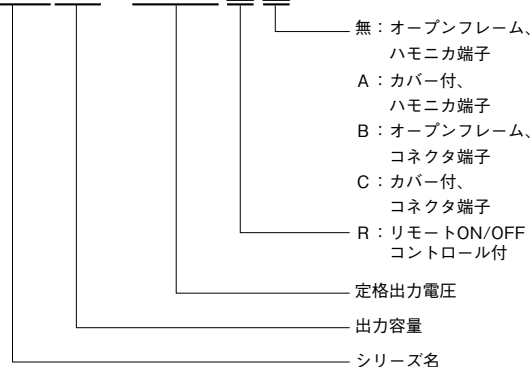 無：オープンフレーム、
ハモニカ端子
A：カバー付、
ハモニカ端子
B：オープンフレーム、
コネクタ端子
C：カバー付、
コネクタ端子
R：リモートON/OFF
コントロール付
定格出力電圧
出力容量
シリーズ名